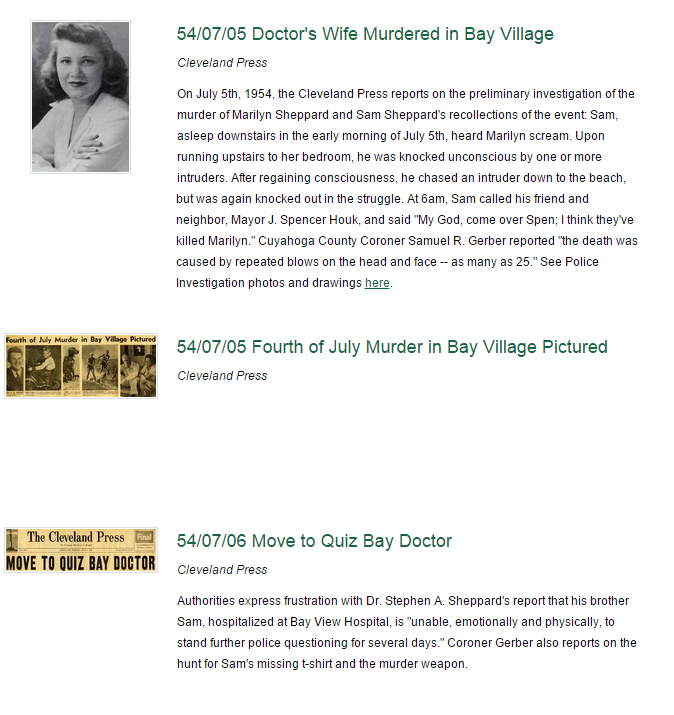 54/07/05 Doctor's Wife Murdered in Bay Village
Cleveland Press
On July 5th, 1954, the Cleveland Press reports on the preliminary investigation of the
murder of Marilyn Sheppard and Sam Sheppard's recollections of the event: Sam,
asleep downstairs in the early morning of July 5th, heard Marilyn scream. Upon
running upstairs to her bedroom, he was knocked unconscious by one or more
intruders. After regaining consciousness, he chased an intruder down to the beach,
but was again knocked out in the struggle. At 6am, Sam called his friend and
neighbor, Mayor J. Spencer Houk, and said "My God, come over Spen; I think they've
killed Marilyn." Cuyahoga County Coroner Samuel R. Gerber reported "the death was
caused by repeated blows on the head and face -- as many as 25." See Police
Investigation photos and drawings here.
Fourth of July Murder in Bay Village Pictured
54/07/05 Fourth of July Murder in Bay Village Pictured
Cleveland Press
The Cleveland Press
Final
MOVE TO QUIZ BAY DOCTOR
54/07/06 Move to Quiz Bay Doctor
Cleveland Press
Authorities express frustration with Dr. Stephen A. Sheppard's report that his brother
Sam, hospitalized at Bay View Hospital, is "unable, emotionally and physically, to
stand further police questioning for several days." Coroner Gerber also reports on the
hunt for Sam's missing t-shirt and the murder weapon.